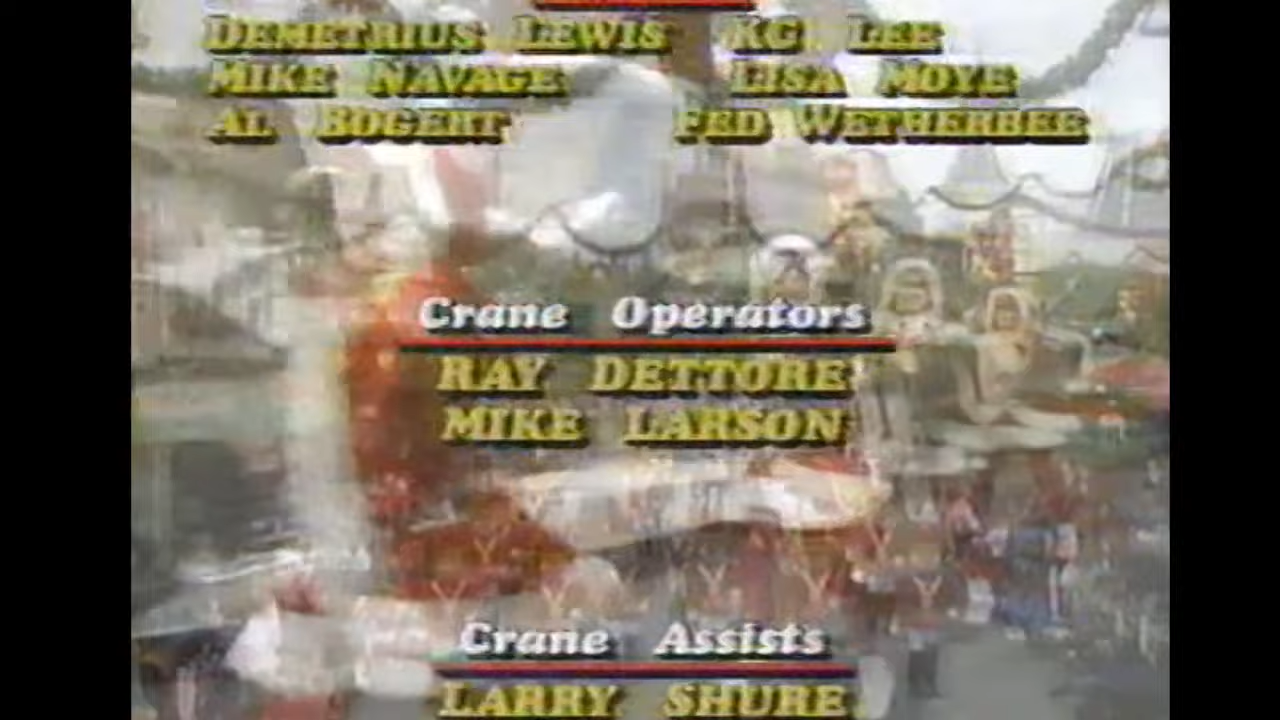 DEMETRIUS LEWIS KC LEE
MIKE NAVAGE LISA MOYE
AL BOGERT FED WETHERBEE
Crane Operators
RAY DETTORE
MIKE LARSON
Crane Assists
LARRY SHURE